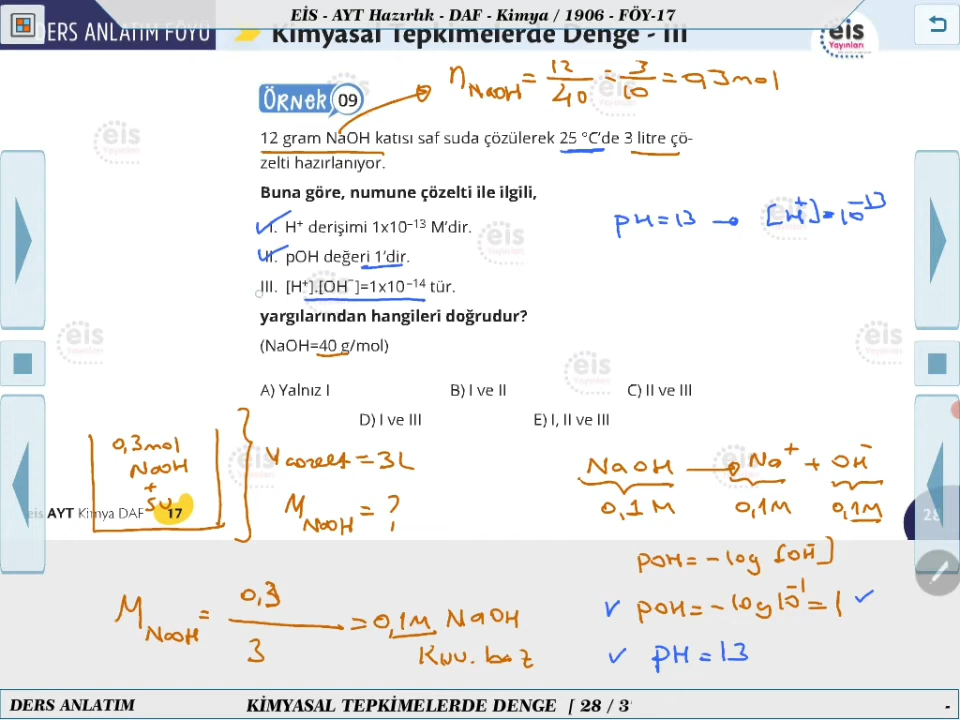 EİS - AYT Hazırlık - DAF - Kimya / 1906 - FÖY-17
DERS ANLATIM FÖYÜ
Kimyasal Tepkimelerde Denge - III
eis
Yayınları
n NaOH = 12/40 = 3/10 = 0,3 mol
ÖRNEK 09
12 gram NaOH katısı saf suda çözülerek 25 °C'de 3 litre çö-
zelti hazırlanıyor.
Buna göre, numune çözelti ile ilgili,
I. H⁺ derişimi 1x10⁻¹³ M'dir.
pH = 13 → [H⁺] = 10⁻¹³
II. pOH değeri 1'dir.
III. [H⁺].[OH⁻]=1x10⁻¹⁴ tür.
yargılarından hangileri doğrudur?
(NaOH=40 g/mol)
A) Yalnız I
B) I ve II
C) II ve III
D) I ve III
E) I, II ve III
0,3 mol
NaOH
+
su
V çözelti = 3L
M NaOH = ?
NaOH → Na⁺ + OH⁻
0,1 M 0,1M 0,1M
eis AYT Kimya DAF 17
28
pOH = -log [OH⁻]
M NaOH = 0,3/3 = 0,1M NaOH
Kuv. baz
pOH = -log 10⁻¹ = 1
pH = 13
DERS ANLATIM
KİMYASAL TEPKİMELERDE DENGE [ 28 / 3
-